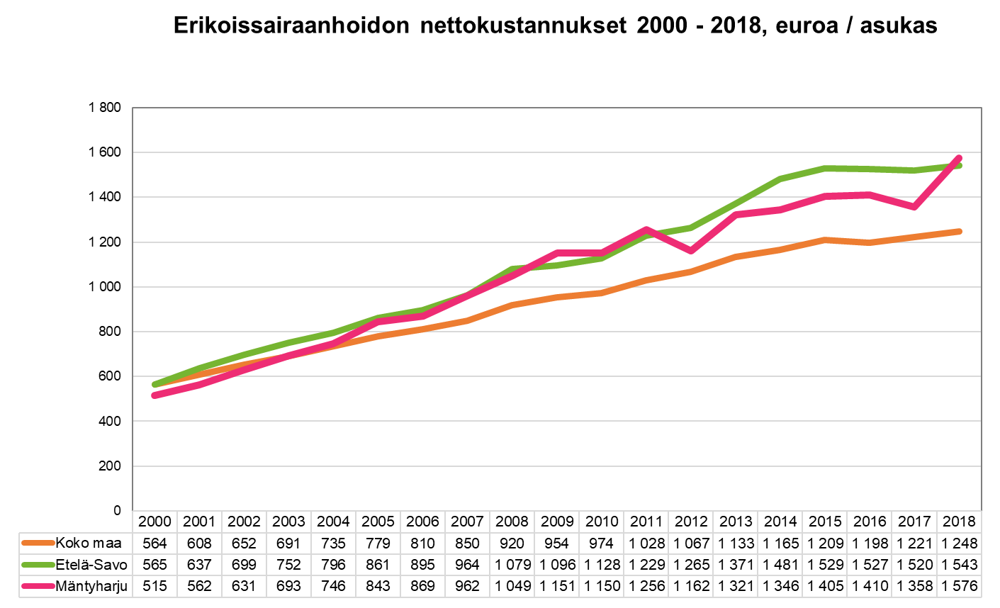 Erikoissairaanhoidon nettokustannukset 2000 - 2018, euroa / asukas
1 800
1 600
1 400
1 200
1 000
800
600
400
200
0
2000 2001 2002 2003 2004 2005 2006 2007 2008 2009 2010 2011 2012 2013 2014 2015 2016 2017 2018
Koko maa 564 608 652 691 735 779 810 850 920 954 974 1 028 1 067 1 133 1 165 1 209 1 198 1 221 1 248
Etelä-Savo 565 637 699 752 796 861 895 964 1 079 1 096 1 128 1 229 1 265 1 371 1 481 1 529 1 527 1 520 1 543
Mäntyharju 515 562 631 693 746 843 869 962 1 049 1 151 1 150 1 256 1 162 1 321 1 346 1 405 1 410 1 358 1 576